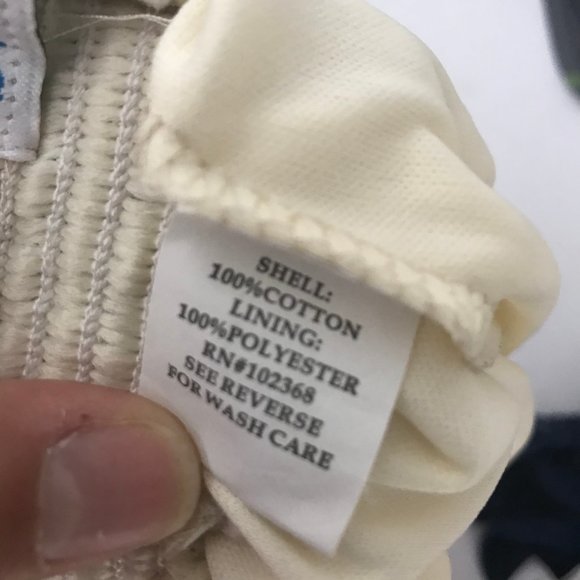 SHELL:
100%COTTON
LINING:
100%POLYESTER
RN#102368
SEE REVERSE
FOR WASH CARE